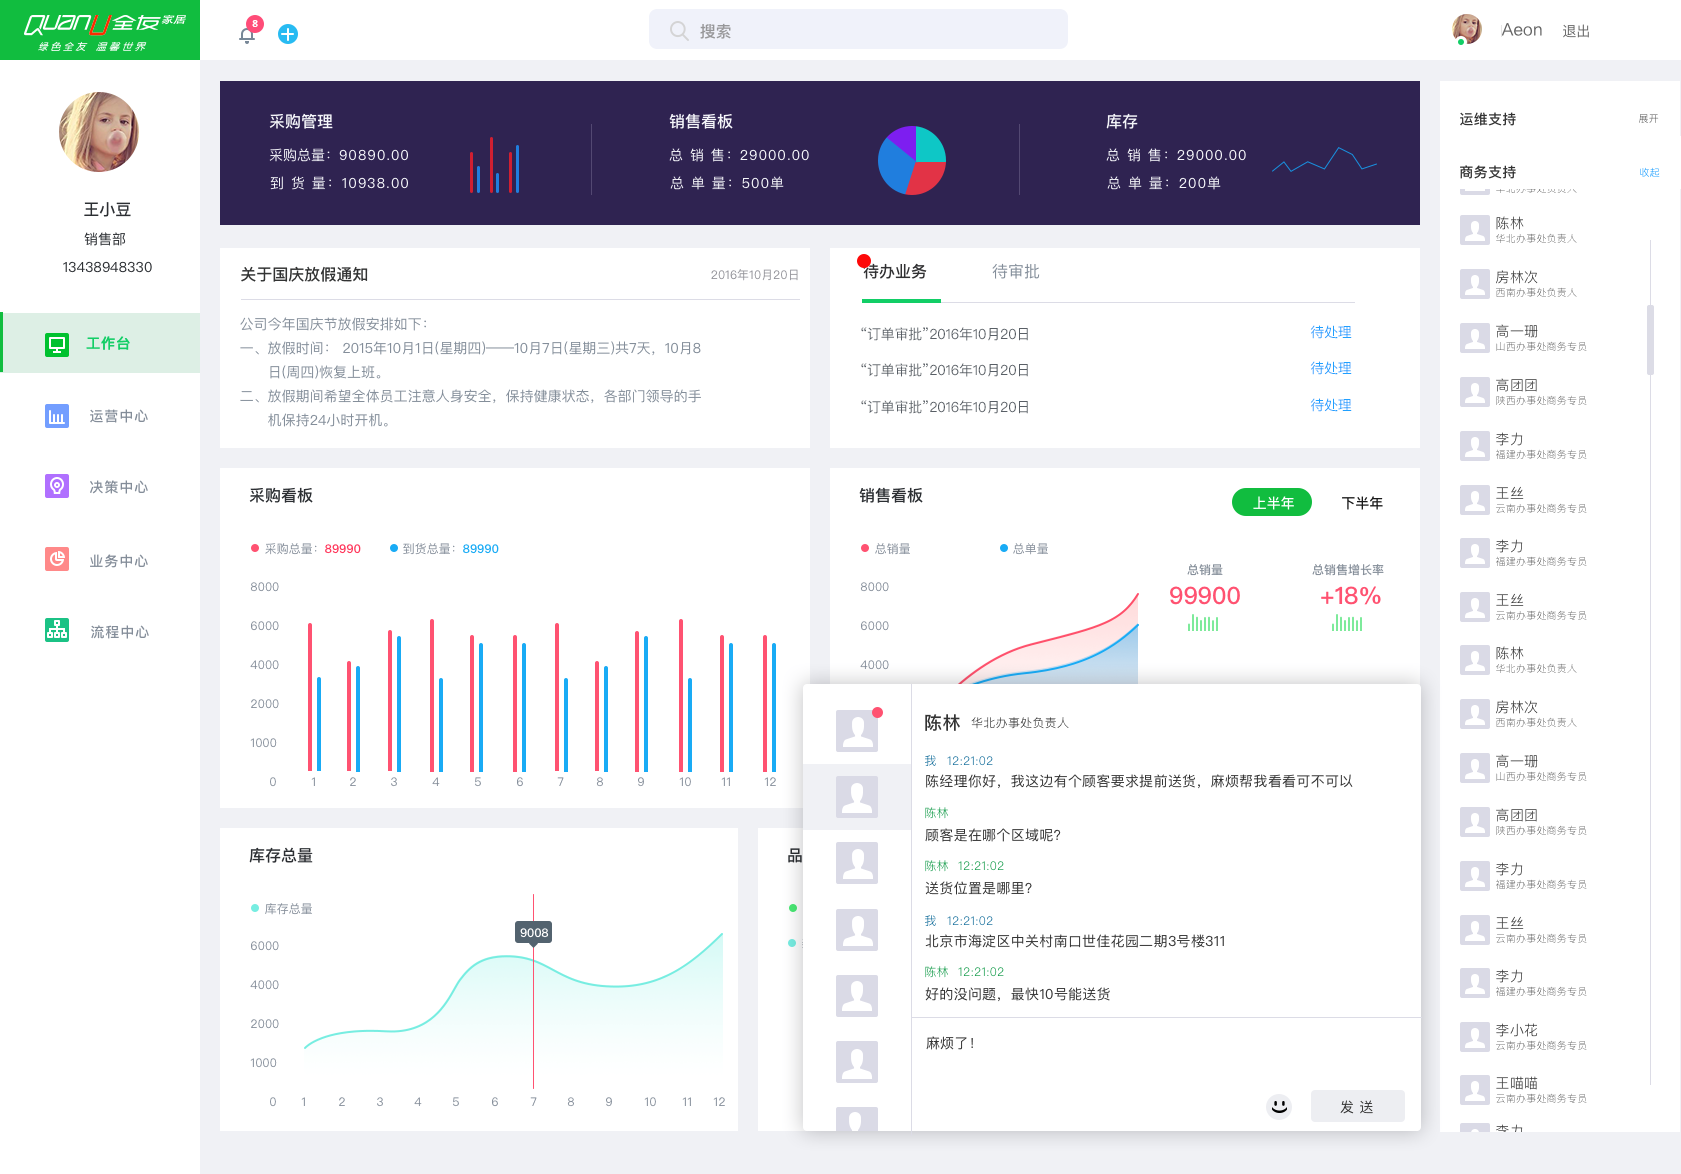 QUANU全友家居
绿色全友 温馨世界
8
搜索
Aeon
退出
王小豆
销售部
13438948330
工作台
运营中心
决策中心
业务中心
流程中心
采购管理
采购总量：90890.00
到 货 量：10938.00
销售看板
总 销 售：29000.00
总 单 量：500单
库存
总 销 售：29000.00
总 单 量：200单
关于国庆放假通知
2016年10月20日
公司今年国庆节放假安排如下：
一、放假时间： 2015年10月1日(星期四)——10月7日(星期三)共7天，10月8
日(周四)恢复上班。
二、放假期间希望全体员工注意人身安全，保持健康状态，各部门领导的手
机保持24小时开机。
待办业务
待审批
“订单审批”2016年10月20日
待处理
“订单审批”2016年10月20日
待处理
“订单审批”2016年10月20日
待处理
采购看板
采购总量：89990
到货总量：89990
8000
6000
4000
2000
1000
0 1 2 3 4 5 6 7 8 9 10 11 12
销售看板
上半年
下半年
总销量
总单量
8000
6000
4000
总销量
99900
总销售增长率
+18%
库存总量
库存总量
9008
6000
4000
2000
1000
0 1 2 3 4 5 6 7 8 9 10 11 12
品
陈林 华北办事处负责人
我 12:21:02
陈经理你好，我这边有个顾客要求提前送货，麻烦帮我看看可不可以
陈林
顾客是在哪个区域呢？
陈林 12:21:02
送货位置是哪里？
我 12:21:02
北京市海淀区中关村南口世佳花园二期3号楼311
陈林 12:21:02
好的没问题，最快10号能送货
麻烦了！
发 送
运维支持
展开
商务支持
收起
华北办事处负责人
陈林
华北办事处负责人
房林次
西南办事处负责人
高一珊
山西办事处商务专员
高团团
陕西办事处商务专员
李力
福建办事处商务专员
王丝
云南办事处商务专员
李力
福建办事处商务专员
王丝
云南办事处商务专员
陈林
华北办事处负责人
房林次
西南办事处负责人
高一珊
山西办事处商务专员
高团团
陕西办事处商务专员
李力
福建办事处商务专员
王丝
云南办事处商务专员
李力
福建办事处商务专员
李小花
云南办事处商务专员
王喵喵
云南办事处商务专员
李力